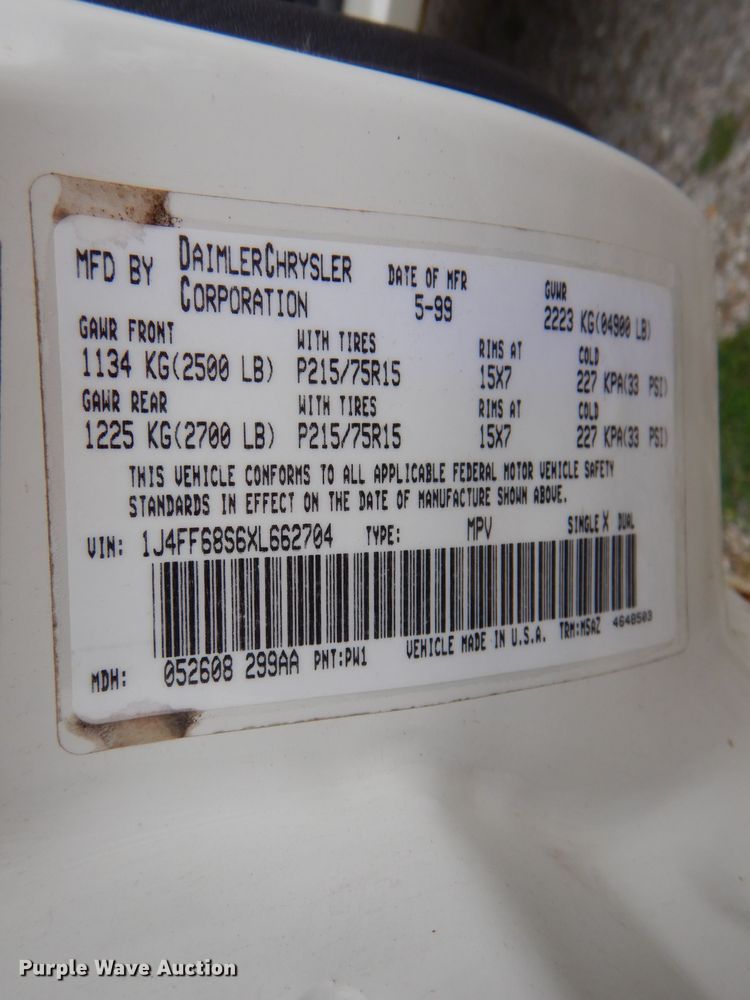 MFD BY DAIMLERCHRYSLER CORPORATION DATE OF MFR 5-99 GVWR 2223 KG(04900 LB)
GAWR FRONT WITH TIRES RIMS AT COLD
1134 KG(2500 LB) P215/75R15 15X7 227 KPA(33 PSI)
GAWR REAR WITH TIRES RIMS AT COLD
1225 KG(2700 LB) P215/75R15 15X7 227 KPA(33 PSI)
THIS VEHICLE CONFORMS TO ALL APPLICABLE FEDERAL MOTOR VEHICLE SAFETY
STANDARDS IN EFFECT ON THE DATE OF MANUFACTURE SHOWN ABOVE.
VIN: 1J4FF68S6XL662704 TYPE: MPV SINGLE X DUAL
MDH: 052608 299AA PNT:PW1 VEHICLE MADE IN U.S.A. TRM:M5AZ 4648503
Purple Wave Auction